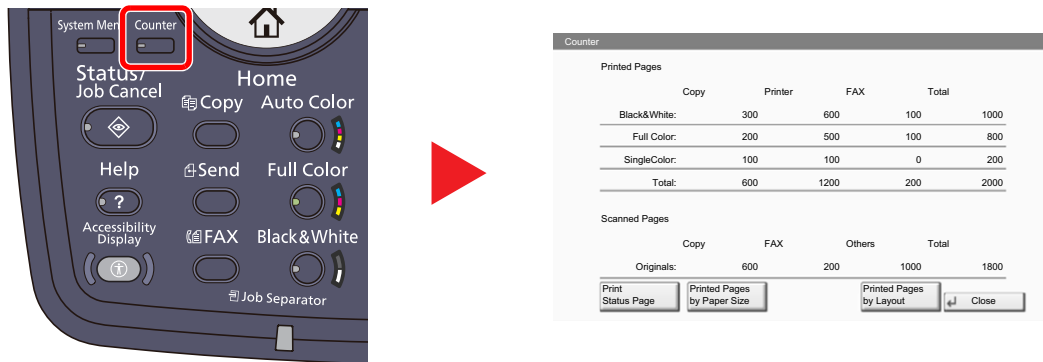 System Men Counter
Status/
Job Cancel
Home
Copy Auto Color
Help
Send Full Color
?
Accessibility
Display
FAX Black&White
Job Separator
Counter
Printed Pages
Copy Printer FAX Total
Black&White: 300 600 100 1000
Full Color: 200 500 100 800
SingleColor: 100 100 0 200
Total: 600 1200 200 2000
Scanned Pages
Copy FAX Others Total
Originals: 600 200 1000 1800
Print
Status Page
Printed Pages
by Paper Size
Printed Pages
by Layout
Close